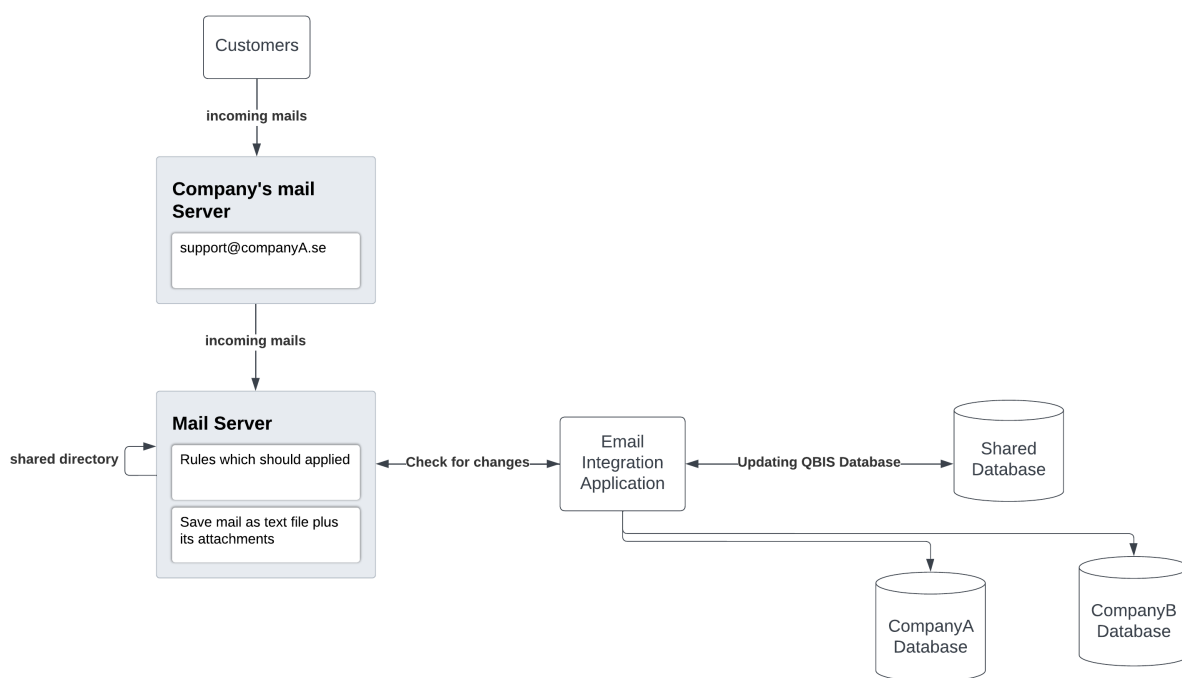 Customers
incoming mails
Company's mail
Server
support@companyA.se
incoming mails
Mail Server
Rules which should applied
Save mail as text file plus
its attachments
shared directory
Check for changes
Email
Integration
Application
Updating QBIS Database
Shared
Database
CompanyA
Database
CompanyB
Database